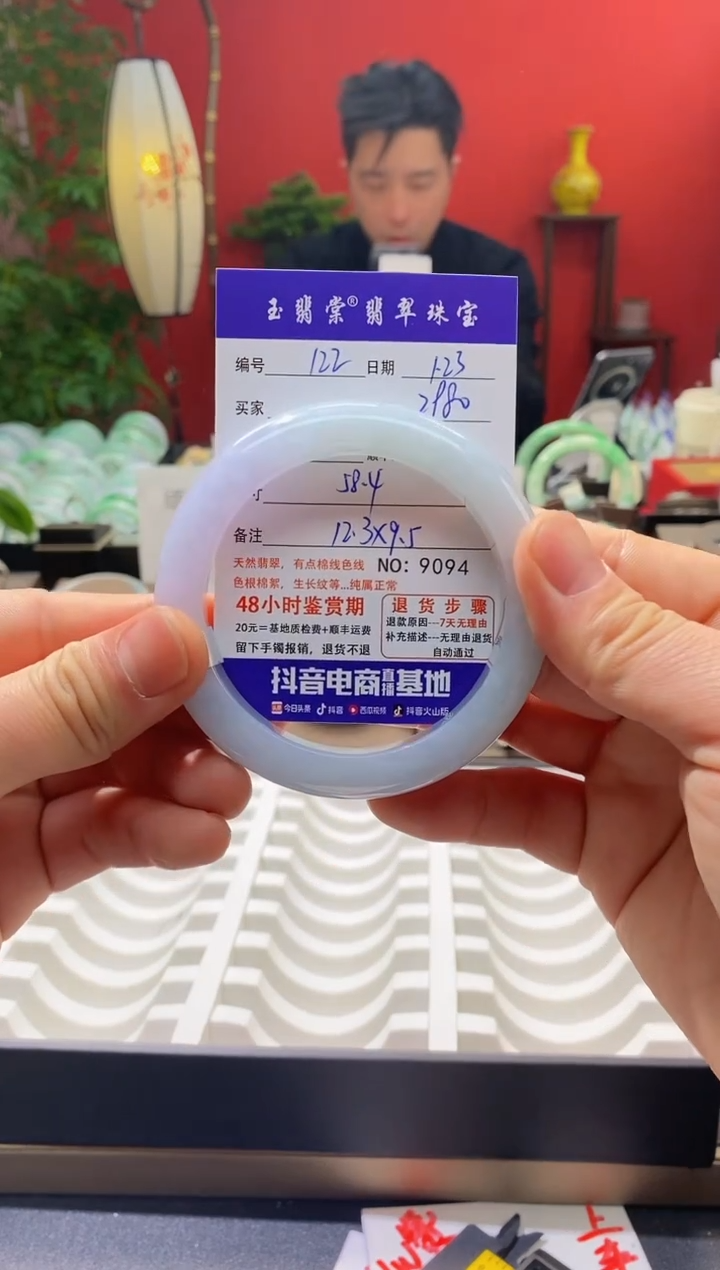 玉翡棠®翡翠珠宝
编号 122 日期 1.23
买家 2980
58.4
备注 12.3X9.5
天然翡翠，有点棉线色线 NO: 9094
色根棉絮，生长纹等...纯属正常
48小时鉴赏期
20元=基地质检费+顺丰运费
留下手镯报销，退货不退
退货步骤
退款原因---7天无理由
补充描述---无理由退货
自动通过
抖音电商直播基地
今日头条 抖音 西瓜视频 抖音火山版